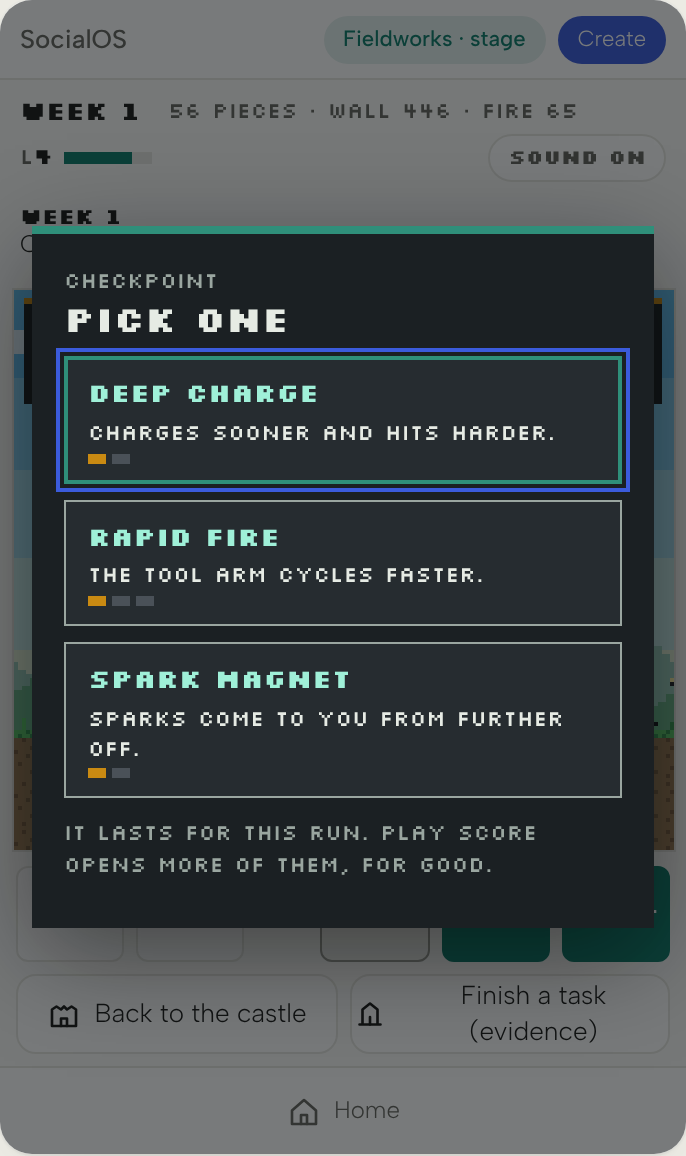 SocialOS
Fieldworks · stage
Create
WEEK 1
56 PIECES · WALL 446 · FIRE 65
SOUND ON
WEEK 1
CHECKPOINT
PICK ONE
DEEP CHARGE
CHARGES SOONER AND HITS HARDER.
RAPID FIRE
THE TOOL ARM CYCLES FASTER.
SPARK MAGNET
SPARKS COME TO YOU FROM FURTHER
OFF.
IT LASTS FOR THIS RUN. PLAY SCORE
OPENS MORE OF THEM, FOR GOOD.
Back to the castle
Finish a task
(evidence)
Home